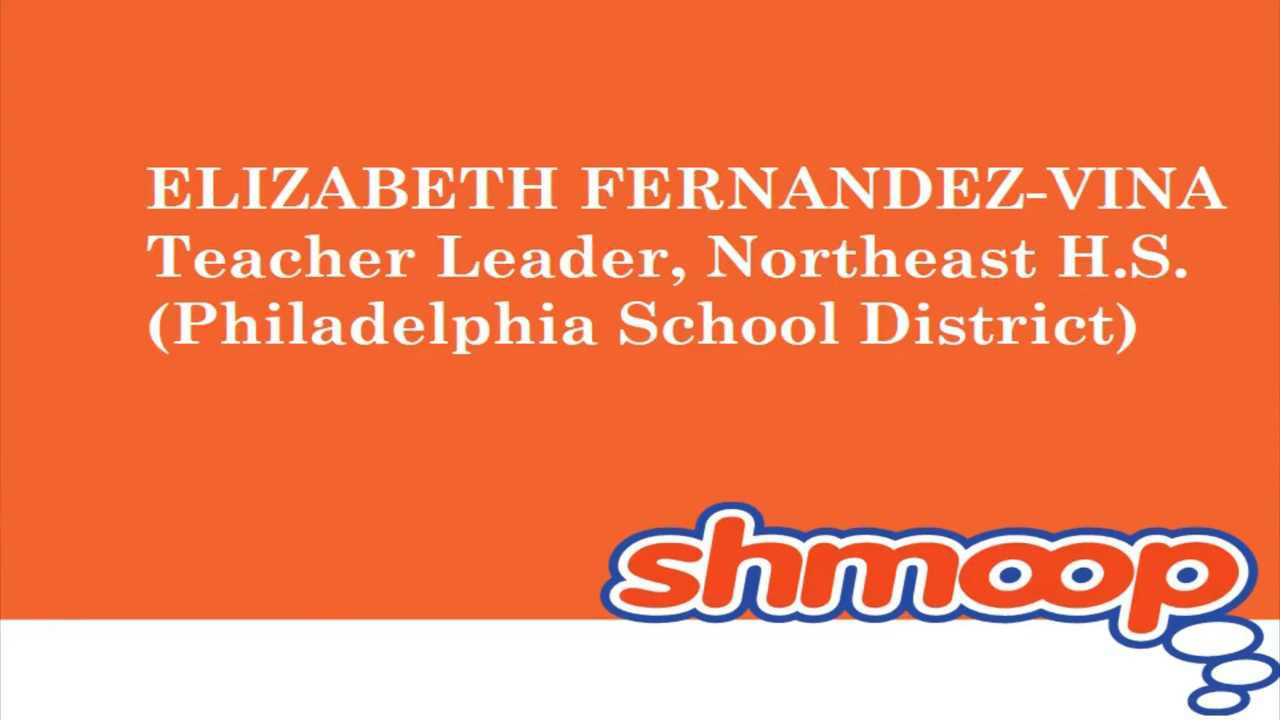 ELIZABETH FERNANDEZ-VINA
Teacher Leader, Northeast H.S.
(Philadelphia School District)
shmoop